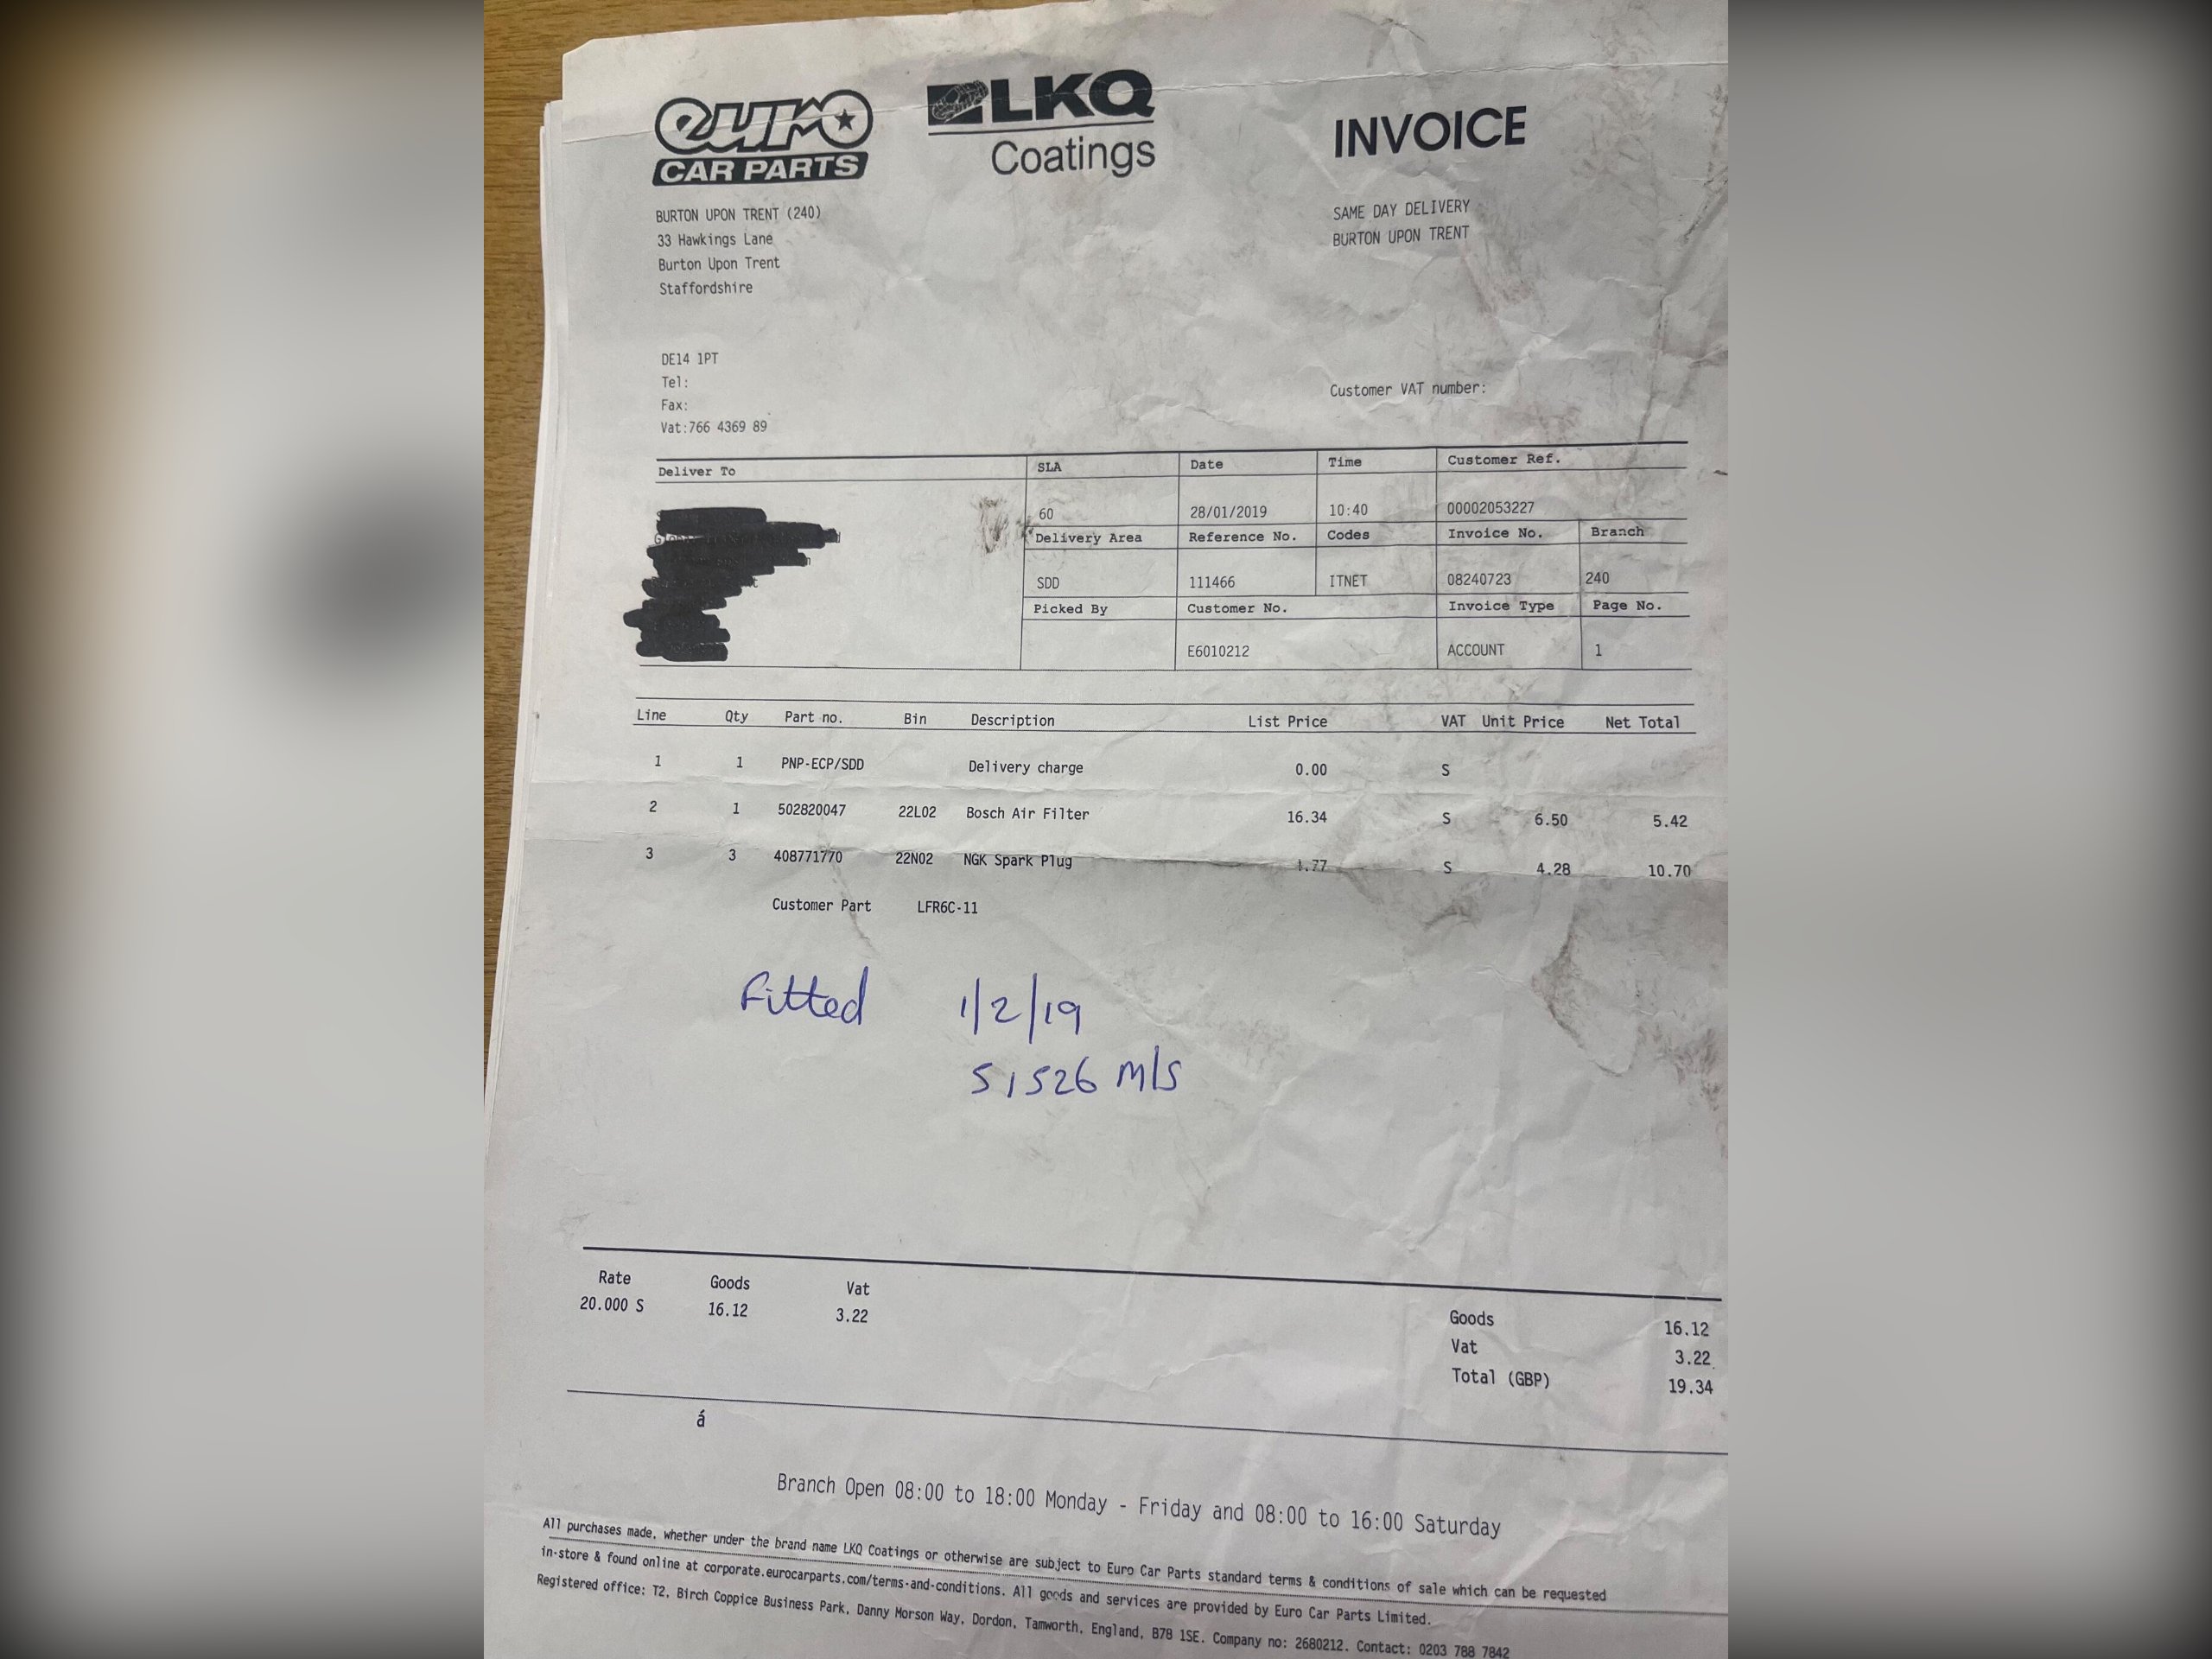 euro CAR PARTS
LKQ Coatings
INVOICE
BURTON UPON TRENT (240)
33 Hawkings Lane
Burton Upon Trent
Staffordshire
SAME DAY DELIVERY
BURTON UPON TRENT
DE14 1PT
Tel:
Fax:
Vat:766 4369 89
Customer VAT number:
Deliver To SLA Date Time Customer Ref.
60 28/01/2019 10:40 00002053227
Delivery Area Reference No. Codes Invoice No. Branch
SDD 111466 ITNET 08240723 240
Picked By Customer No. Invoice Type Page No.
E6010212 ACCOUNT 1
Line Qty Part no. Bin Description List Price VAT Unit Price Net Total
1 1 PNP-ECP/SDD Delivery charge 0.00 S
2 1 502820047 22L02 Bosch Air Filter 16.34 S 6.50 5.42
3 3 408771770 22N02 NGK Spark Plug S 4.28 10.70
Customer Part LFR6C-11
Fitted 1/2/19
51526 m/s
Rate Goods Vat
20.000 S 16.12 3.22
Goods 16.12
Vat 3.22
Total (GBP) 19.34
á
Branch Open 08:00 to 18:00 Monday - Friday and 08:00 to 16:00 Saturday
All purchases made, whether under the brand name LKQ Coatings or otherwise are subject to Euro Car Parts standard terms & conditions of sale which can be requested
in-store & found online at corporate.eurocarparts.com/terms-and-conditions. All goods and services are provided by Euro Car Parts Limited.
Registered office: T2, Birch Coppice Business Park, Danny Morson Way, Dordon, Tamworth, England, B78 1SE. Company no: 2680212. Contact: 0203 788 7842